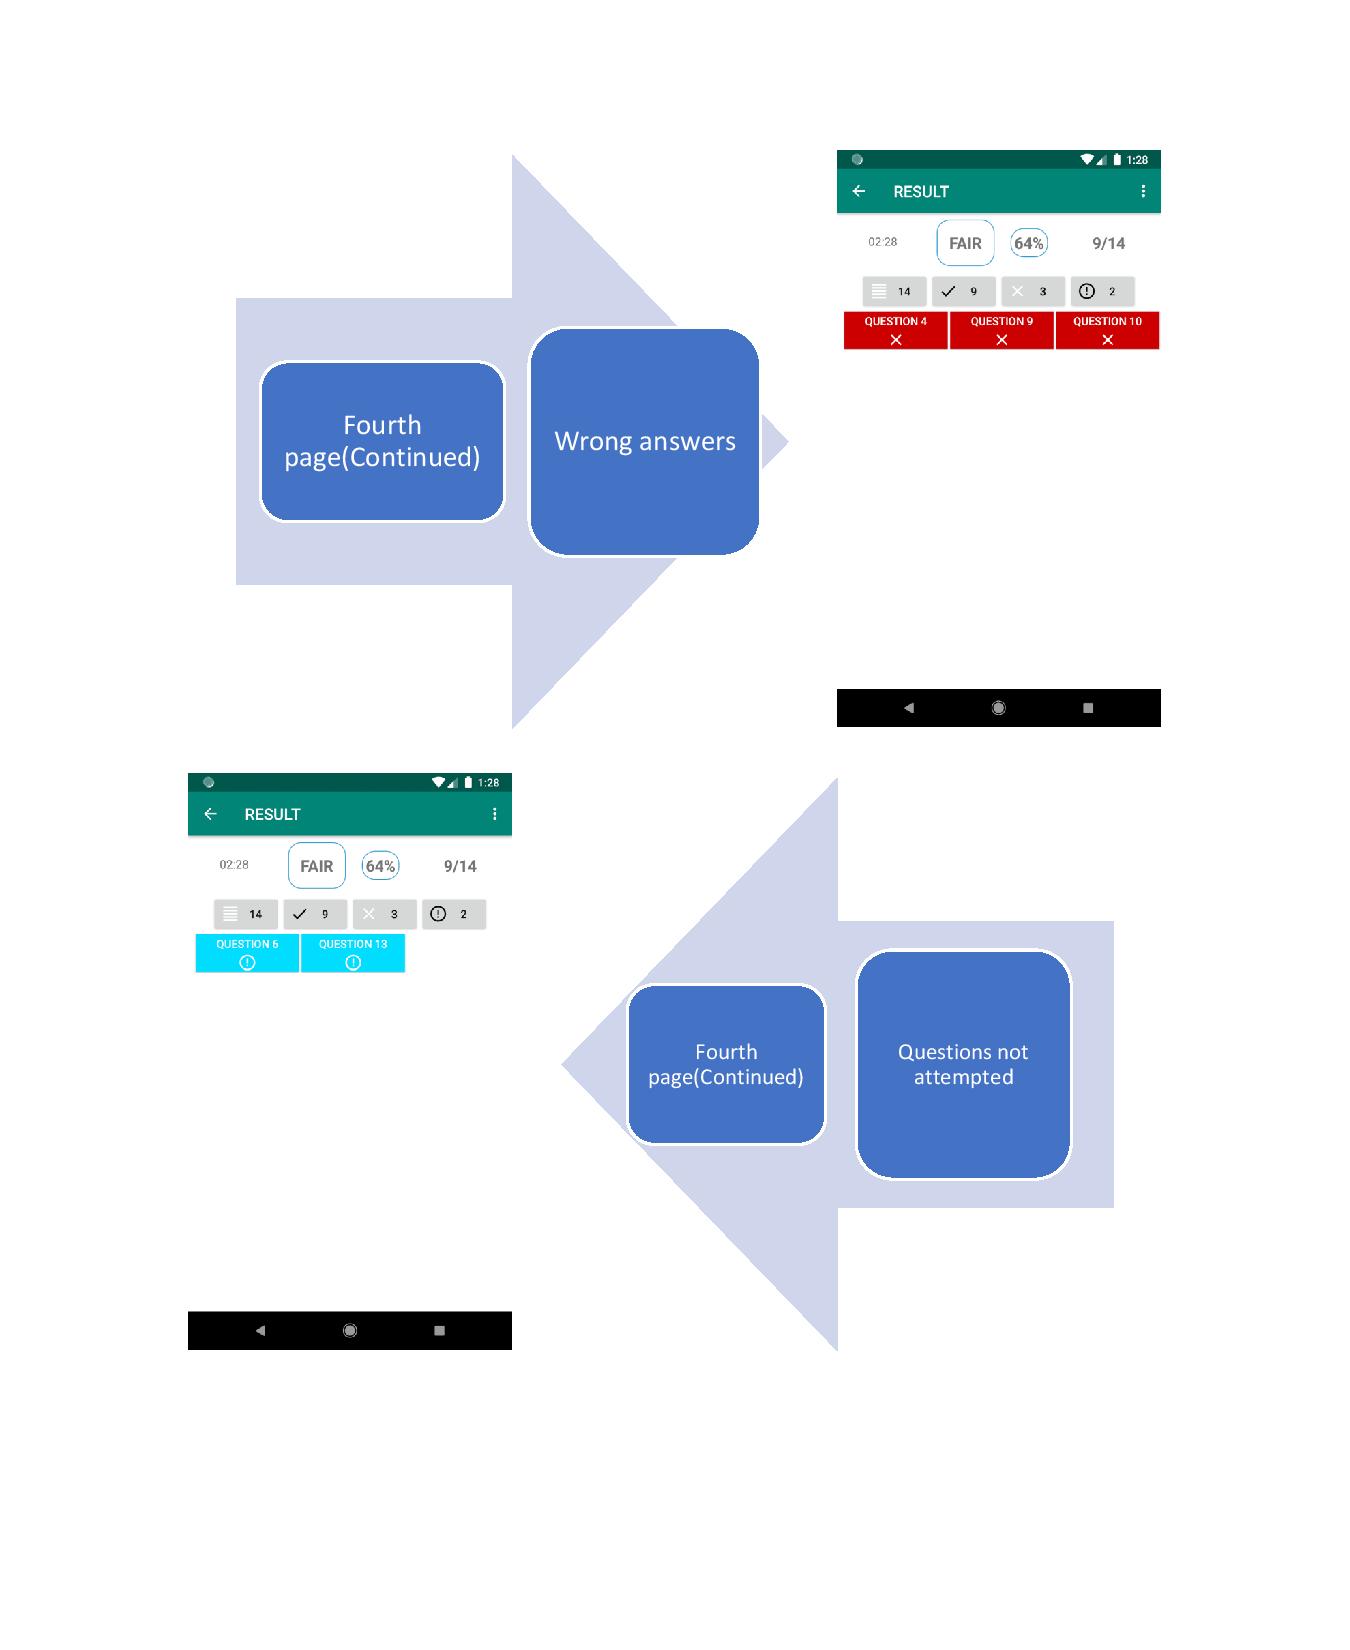 Fourth
page(Continued)
Wrong answers
1:28
RESULT
02:28 FAIR 64% 9/14
14 9 3 2
QUESTION 4 QUESTION 9 QUESTION 10
1:28
RESULT
02:28 FAIR 64% 9/14
14 9 3 2
QUESTION 6 QUESTION 13
Fourth
page(Continued)
Questions not
attempted